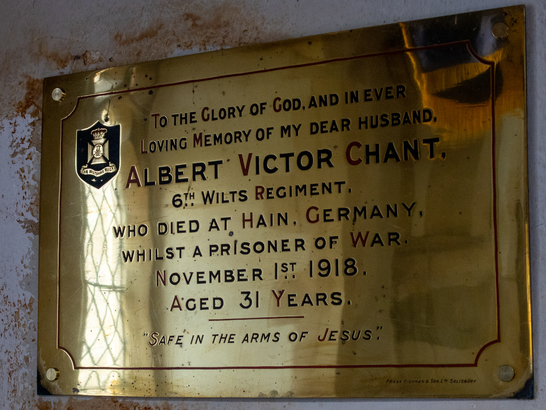 To the Glory of God, and in ever
Loving Memory of my dear husband,
Albert Victor Chant,
6th Wilts Regiment,
who died at Hain, Germany,
whilst a prisoner of War.
November 1st 1918.
Aged 31 Years.
"Safe in the arms of Jesus".
Salisbury